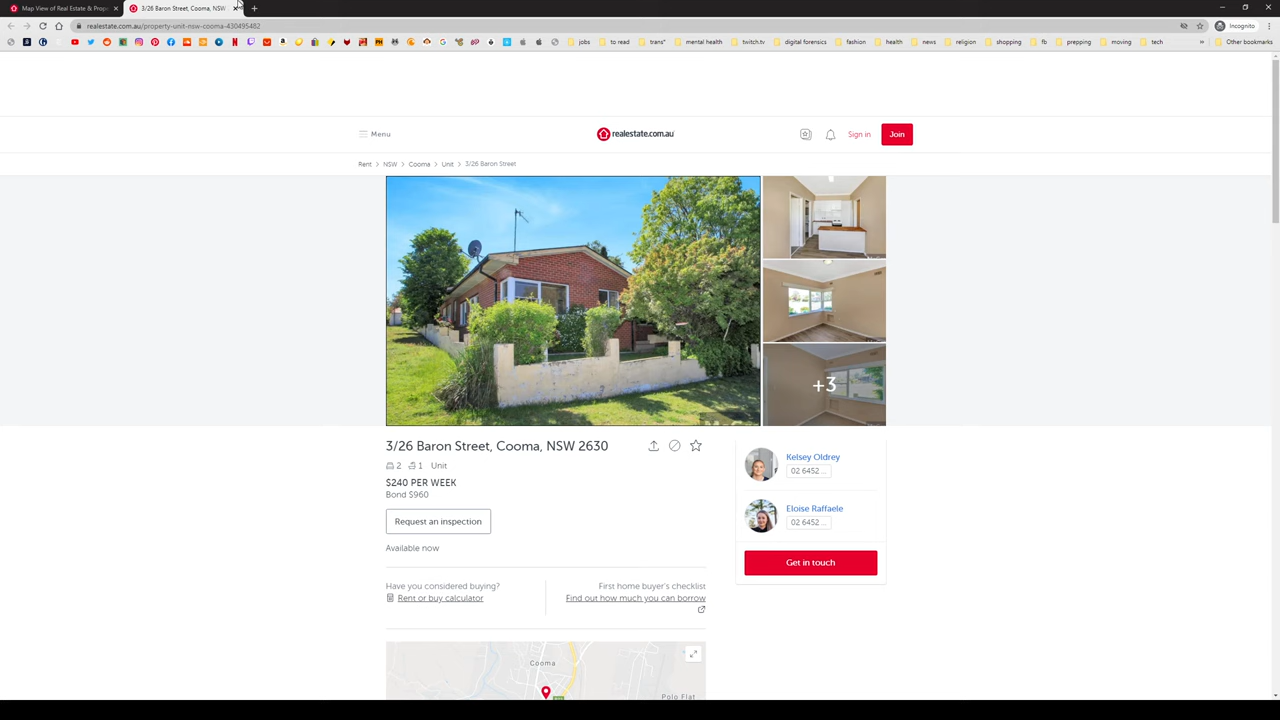 Map View of Real Estate & Prope
3/26 Baron Street, Cooma, NSW
realestate.com.au/property-unit-nsw-cooma-430495482
Incognito
jobs
to read
trans*
mental health
twitch.tv
digital forensics
fashion
health
news
religion
shopping
fb
prepping
moving
tech
»
Other bookmarks
Menu
realestate.com.au
Sign in
Join
Rent > NSW > Cooma > Unit > 3/26 Baron Street
+3
3/26 Baron Street, Cooma, NSW 2630
2 1 Unit
$240 PER WEEK
Bond $960
Request an inspection
Available now
Kelsey Oldrey
02 6452 ...
Eloise Raffaele
02 6452 ...
Get in touch
Have you considered buying?
Rent or buy calculator
First home buyer's checklist
Find out how much you can borrow
Cooma
Polo Flat